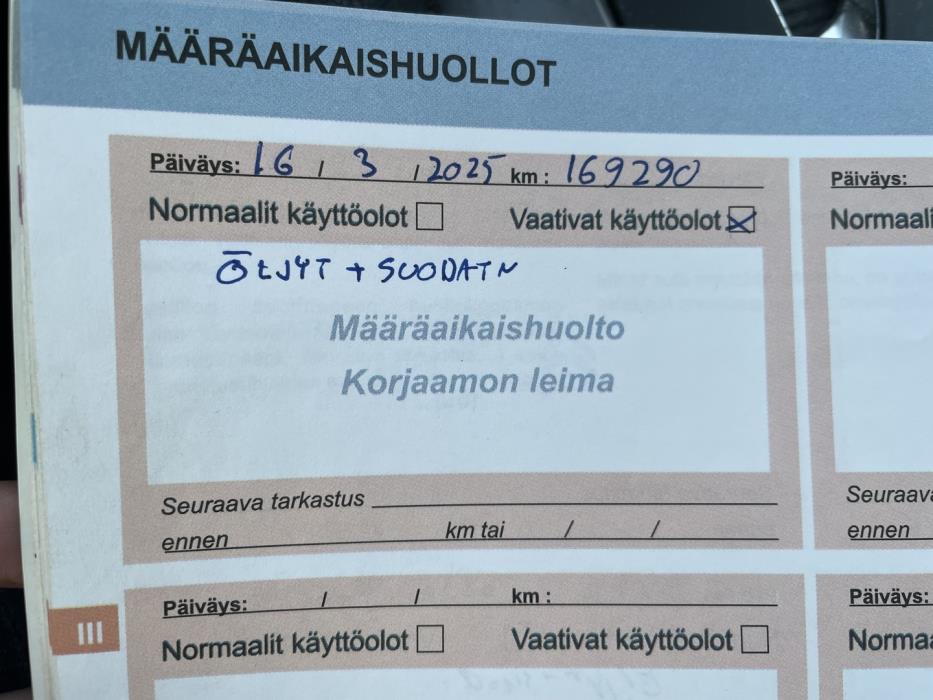 MÄÄRÄAIKAISHUOLLOT
Päiväys: 16 / 3 / 2025 km : 169290
Normaalit käyttöolot Vaativat käyttöolot
ÖLJYT + SUODATN
Määräaikaishuolto
Korjaamon leima
Seuraava tarkastus
ennen km tai / /
Päiväys: / / km :
Normaalit käyttöolot Vaativat käyttöolot
Päiväys:
Normaali
Seuraava
ennen
Päiväys:
Norma
III